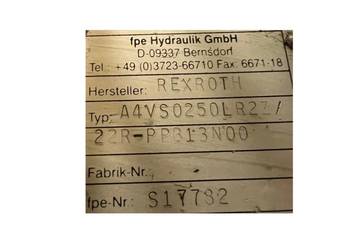 fpe Hydraulik GmbH
D-09337 Bernsdorf
Tel.: +49 (0)3723-66710 Fax: 6671-18
Hersteller: REXROTH
Typ: A4VSO250LR2Z/
22R-PPB13N00
Fabrik-Nr.
fpe-Nr.: S17782